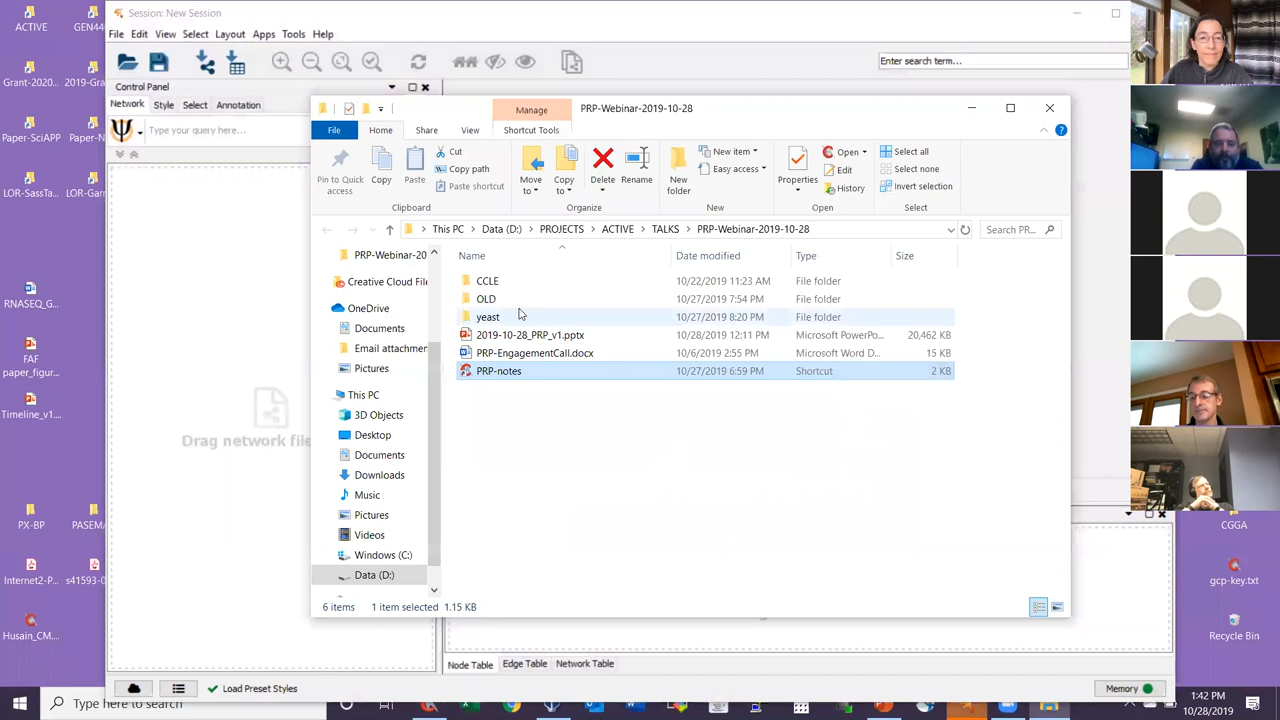 ACTIVE
GEN44
Session: New Session
File Edit View Select Layout Apps Tools Help
Enter search term...
Grant-2020...
2019-Gra
Control Panel
Network Style Select Annotation
Type your query here...
Paper-SciAPP
Paper-N
LOR-SassTa...
LOR-Gar
Drag network file
RNASEQ_G...
FAF
paper_figur...
Timeline_v1....
PX-BP
PASEM
Internet2-P...
s41593-0
Husain_CM....
Manage
PRP-Webinar-2019-10-28
File Home Share View Shortcut Tools
Pin to Quick access
Copy
Paste
Cut
Copy path
Paste shortcut
Clipboard
Move to
Copy to
Delete
Rename
Organize
New folder
New item
Easy access
New
Properties
Open
Edit
History
Open
Select all
Select none
Invert selection
Select
This PC Data (D:) PROJECTS ACTIVE TALKS PRP-Webinar-2019-10-28
Search PR...
PRP-Webinar-20
Creative Cloud File
OneDrive
Documents
Email attachmer
Pictures
This PC
3D Objects
Desktop
Documents
Downloads
Music
Pictures
Videos
Windows (C:)
Data (D:)
Name Date modified Type Size
CCLE 10/22/2019 11:23 AM File folder
OLD 10/27/2019 7:54 PM File folder
yeast 10/27/2019 8:20 PM File folder
2019-10-28_PRP_v1.pptx 10/28/2019 12:11 PM Microsoft PowerPo... 20,462 KB
PRP-EngagementCall.docx 10/6/2019 2:55 PM Microsoft Word D... 15 KB
PRP-notes 10/27/2019 6:59 PM Shortcut 2 KB
6 items 1 item selected 1.15 KB
Node Table Edge Table Network Table
Load Preset Styles
Memory
CGGA
gcp-key.txt
Recycle Bin
Type here to search
1:42 PM
10/28/2019